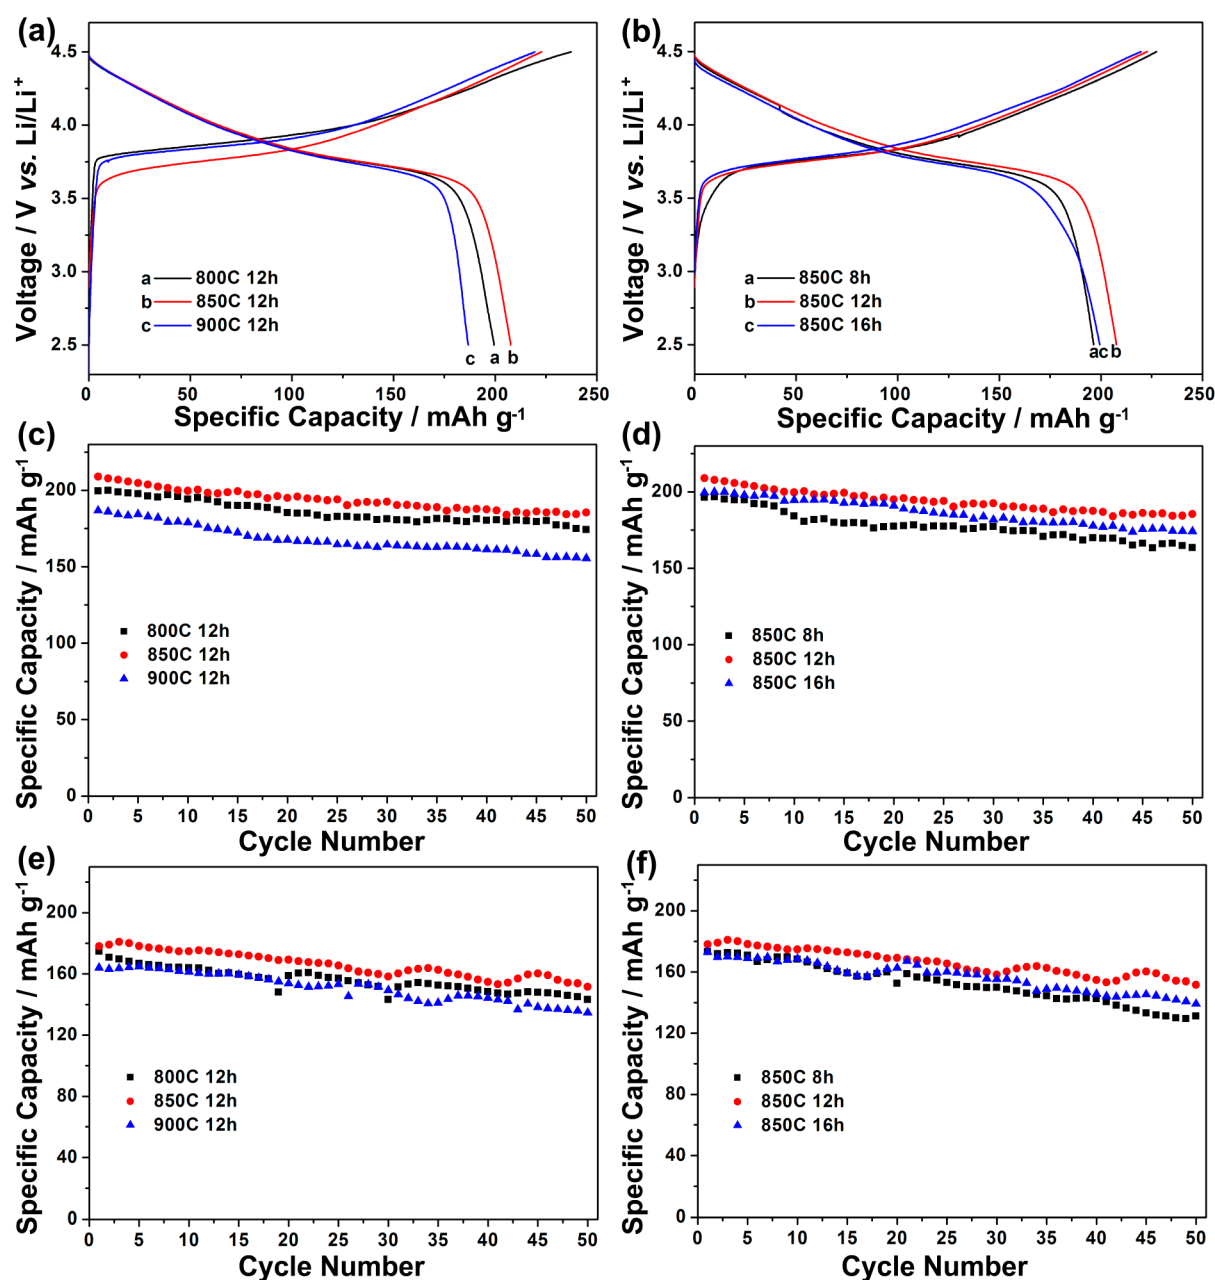 (a)
Voltage / V vs. Li/Li+
4.5
4.0
3.5
3.0
2.5
a 800C 12h
b 850C 12h
c 900C 12h
c a b
0 50 100 150 200 250
Specific Capacity / mAh g-1
(b)
Voltage / V vs. Li/Li+
4.5
4.0
3.5
3.0
2.5
a 850C 8h
b 850C 12h
c 850C 16h
a c b
0 50 100 150 200 250
Specific Capacity / mAh g-1
(c)
Specific Capacity / mAh g-1
200
150
100
50
0
800C 12h
850C 12h
900C 12h
0 5 10 15 20 25 30 35 40 45 50
Cycle Number
(d)
Specific Capacity / mAh g-1
200
150
100
50
0
850C 8h
850C 12h
850C 16h
0 5 10 15 20 25 30 35 40 45 50
Cycle Number
(e)
Specific Capacity / mAh g-1
200
160
120
80
40
0
800C 12h
850C 12h
900C 12h
0 5 10 15 20 25 30 35 40 45 50
Cycle Number
(f)
Specific Capacity / mAh g-1
200
160
120
80
40
0
850C 8h
850C 12h
850C 16h
0 5 10 15 20 25 30 35 40 45 50
Cycle Number